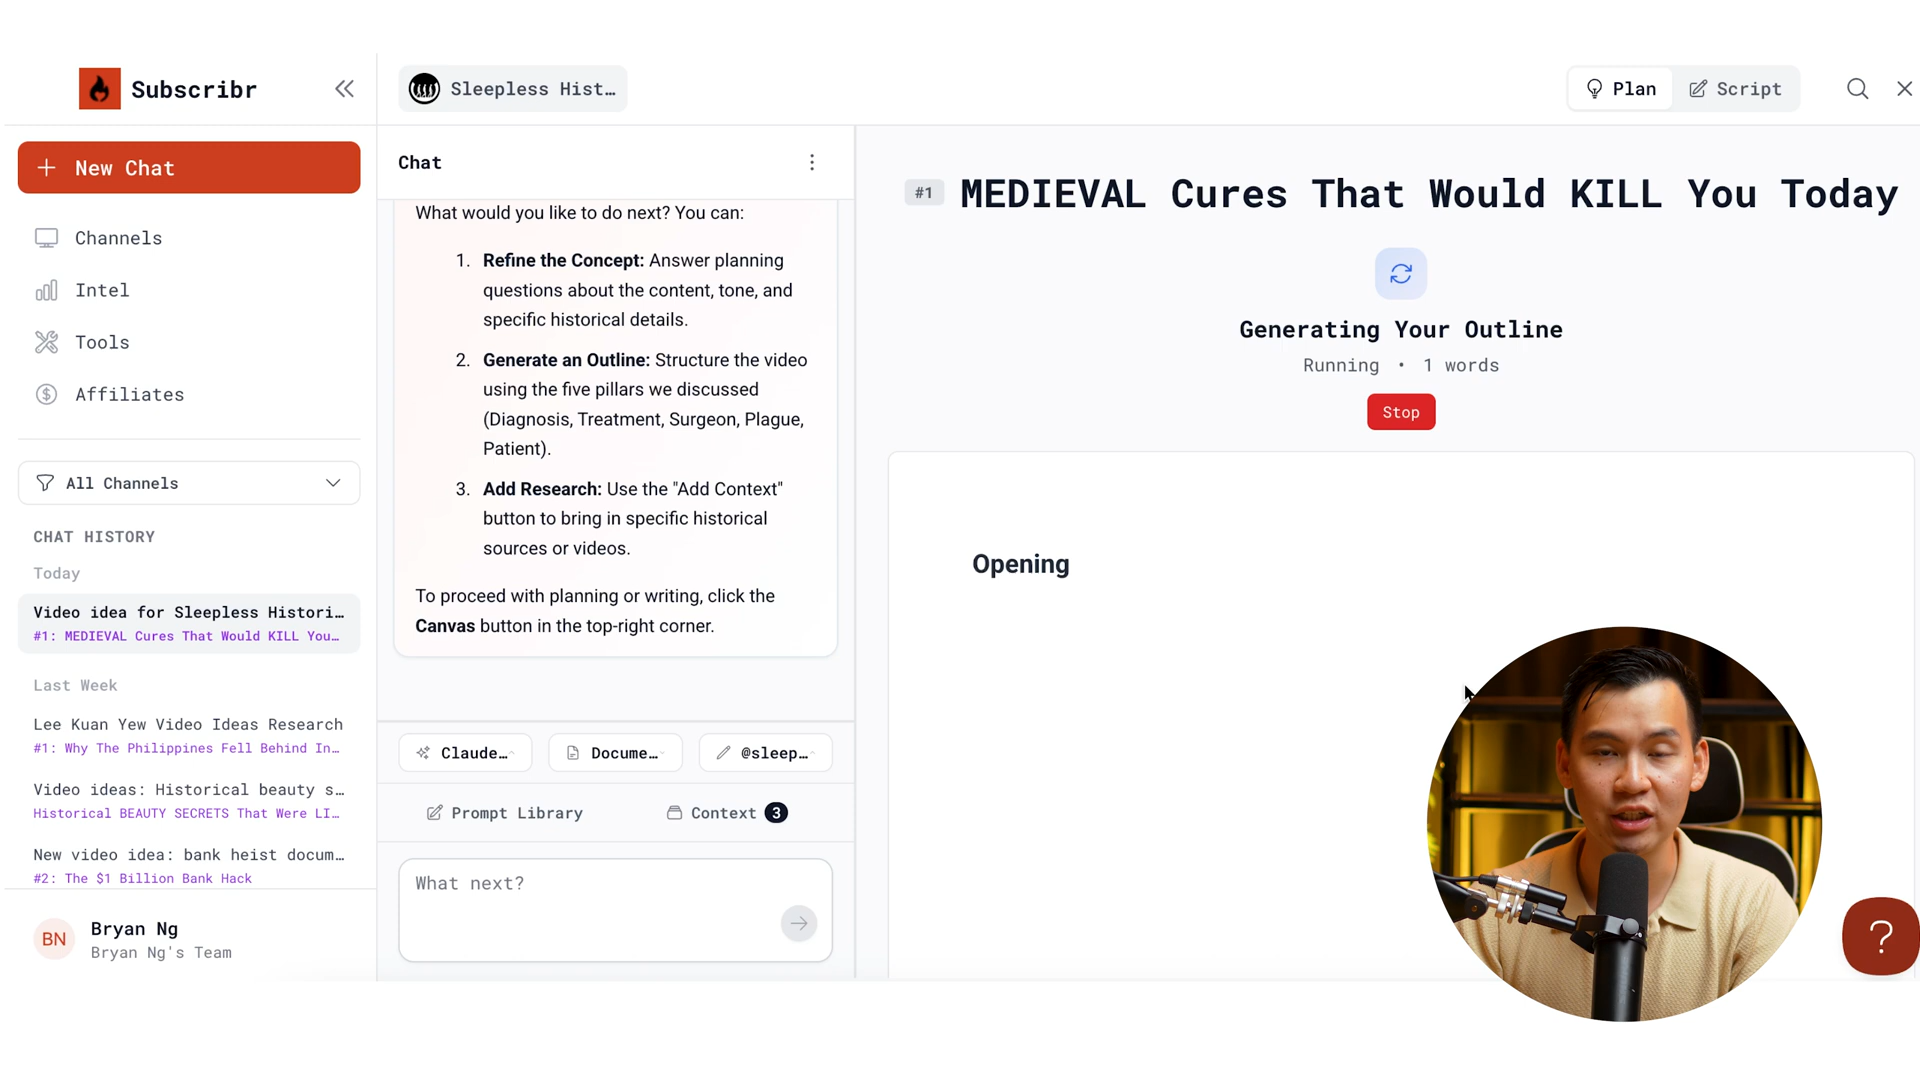 Subscribr
Sleepless Hist…
Plan
Script
New Chat
Channels
Intel
Tools
Affiliates
All Channels
CHAT HISTORY
Today
Video idea for Sleepless Histori…
#1: MEDIEVAL Cures That Would KILL You…
Last Week
Lee Kuan Yew Video Ideas Research
#1: Why The Philippines Fell Behind In…
Video ideas: Historical beauty s…
Historical BEAUTY SECRETS That Were LI…
New video idea: bank heist docum…
#2: The $1 Billion Bank Hack
BN
Bryan Ng
Bryan Ng's Team
Chat
What would you like to do next? You can:
1. Refine the Concept: Answer planning
questions about the content, tone, and
specific historical details.
2. Generate an Outline: Structure the video
using the five pillars we discussed
(Diagnosis, Treatment, Surgeon, Plague,
Patient).
3. Add Research: Use the "Add Context"
button to bring in specific historical
sources or videos.
To proceed with planning or writing, click the
Canvas button in the top-right corner.
Claude…
Docume…
@sleep…
Prompt Library
Context 3
What next?
#1 MEDIEVAL Cures That Would KILL You Today
Generating Your Outline
Running • 1 words
Stop
Opening
?